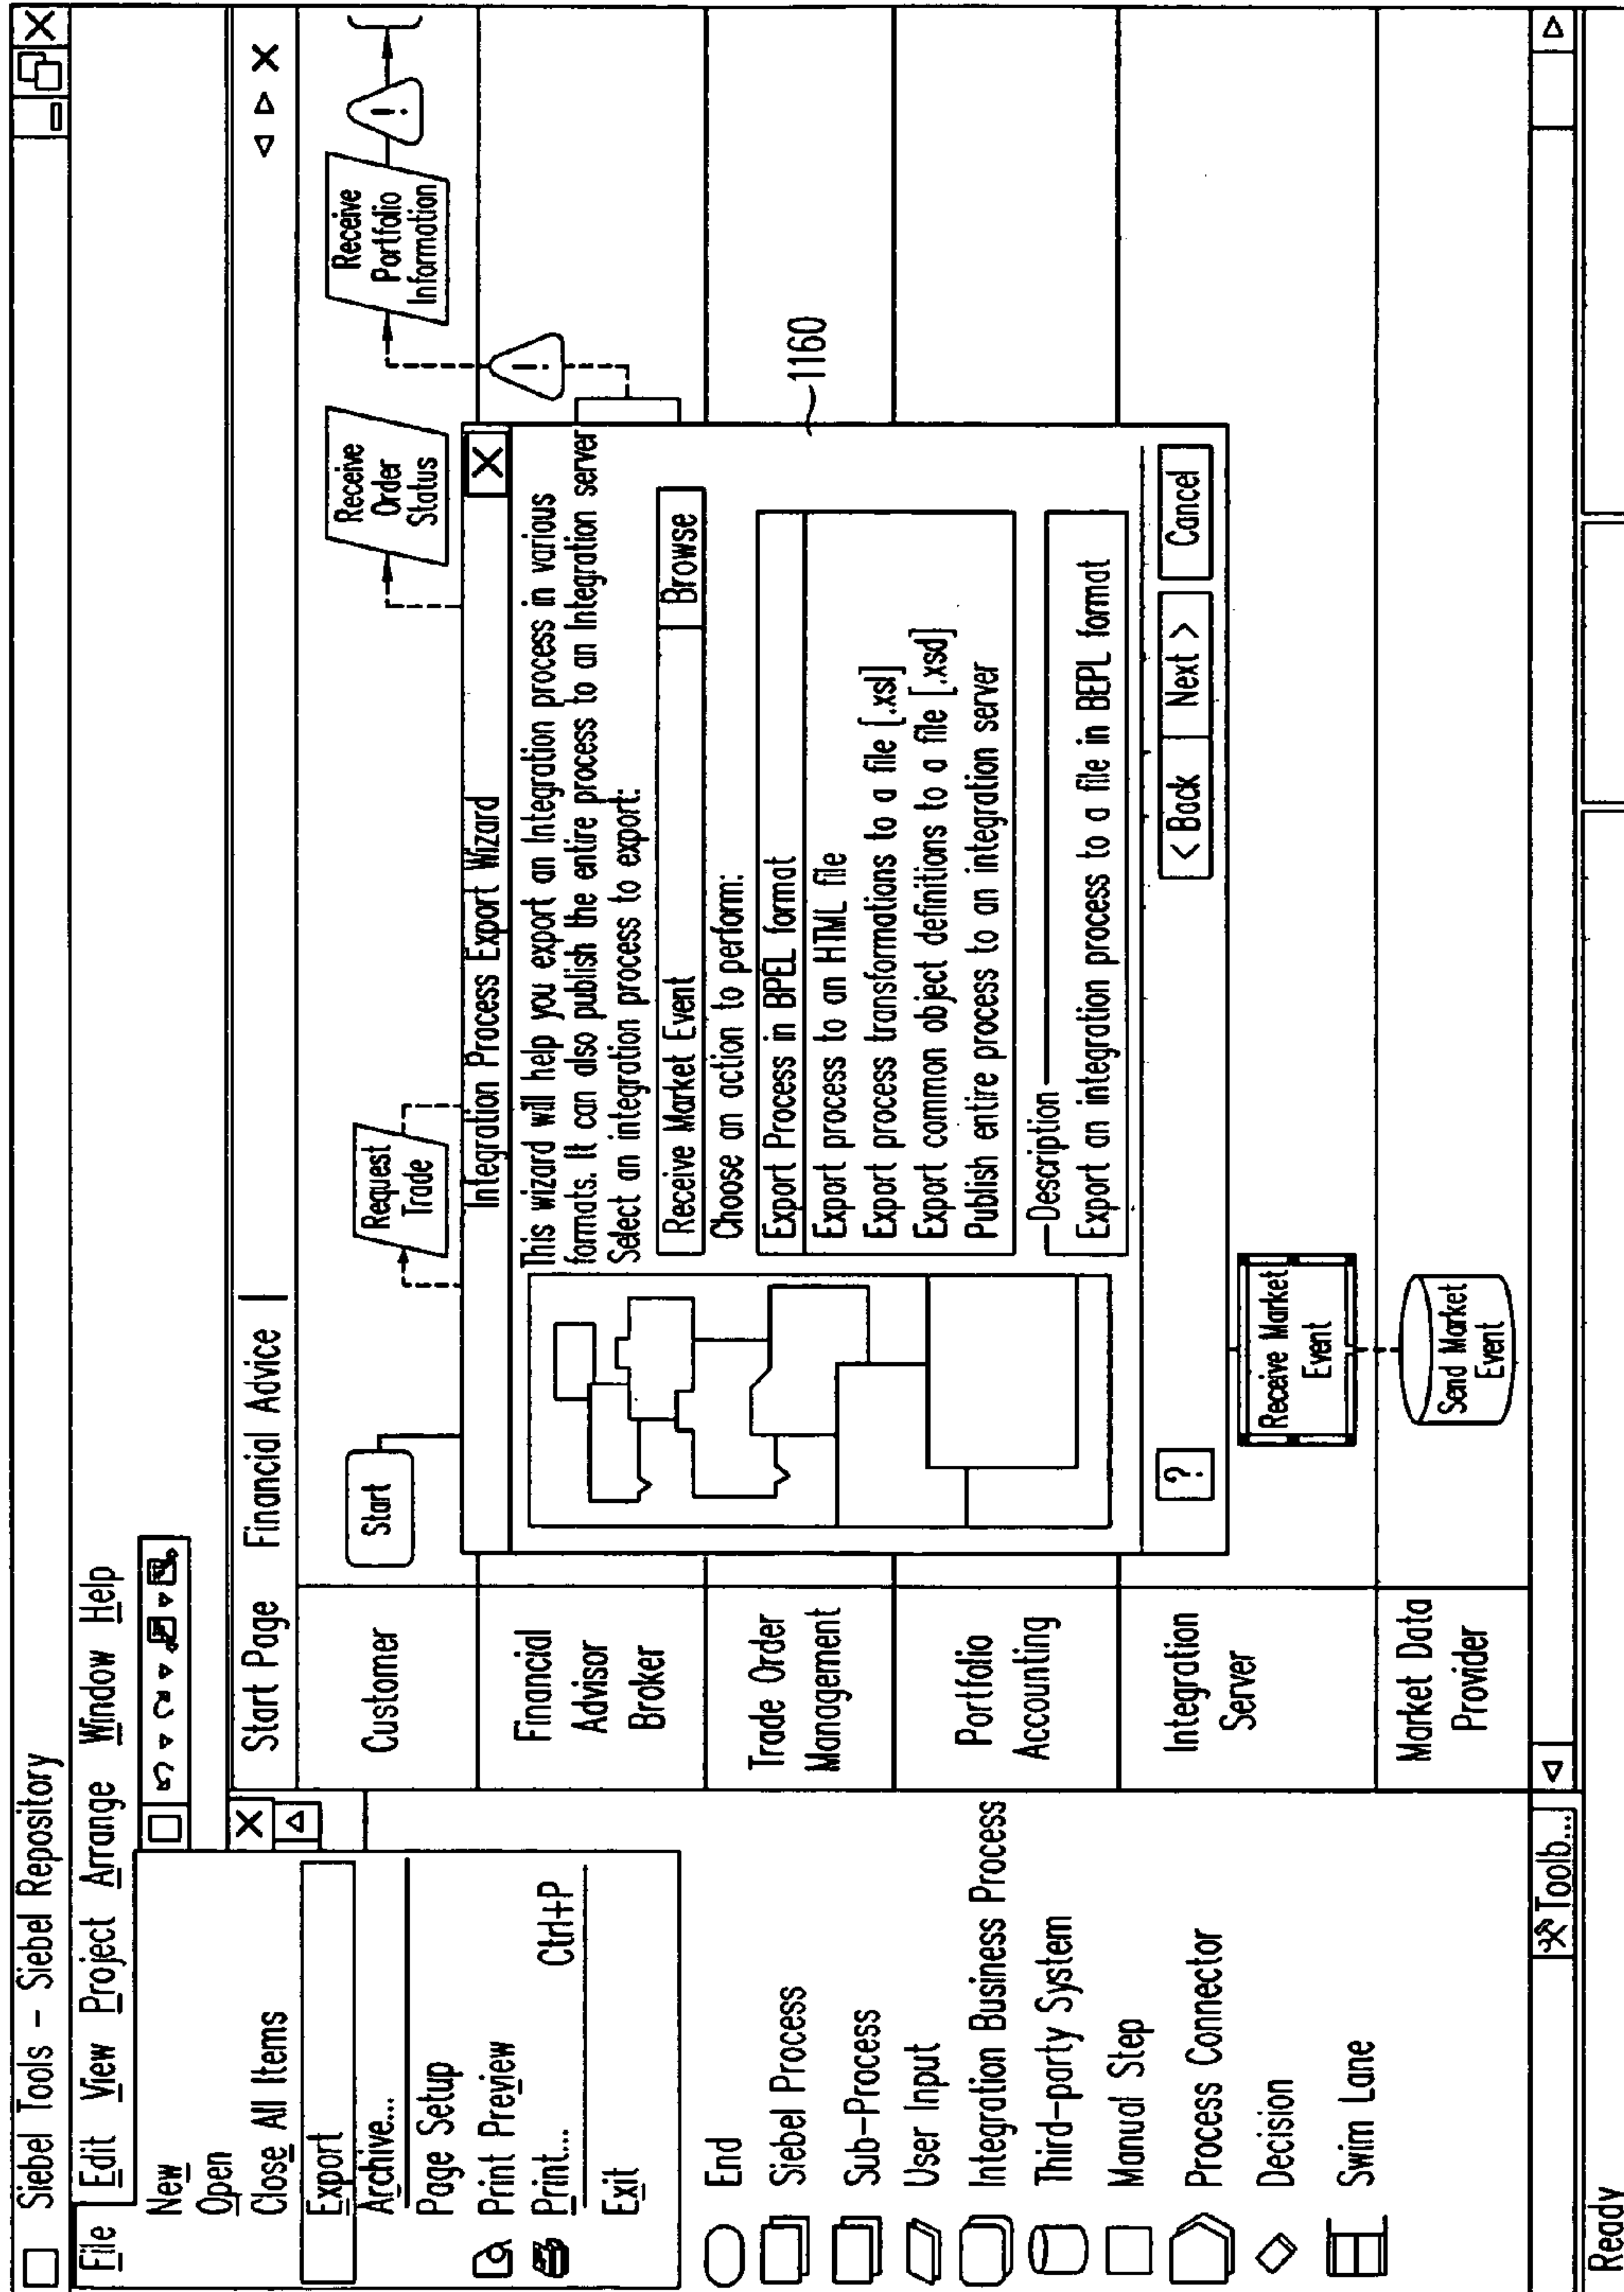 Siebel Tools – Siebel Repository
File Edit View Project Arrange Window Help
New
Open
Close All Items
Export
Archive...
Page Setup
Print Preview
Print... Ctrl+P
Exit
End
Siebel Process
Sub–Process
User Input
Integration Business Process
Third–party System
Manual Step
Process Connector
Decision
Swim Lane
Toolb...
Ready
Start Page
Financial Advice
Customer
Financial
Advisor
Broker
Trade Order
Management
Portfolio
Accounting
Integration
Server
Market Data
Provider
Start
Request
Trade
Receive
Order
Status
Receive
Portfolio
Information
!
!
Integration Process Export Wizard
X
This wizard will help you export an Integration process in various
formats. It can also publish the entire process to an Integration server
Select an integration process to export:
Receive Market Event
Browse
Choose an action to perform:
Export Process in BPEL format
Export process to an HTML file
Export process transformations to a file [.xsl]
Export common object definitions to a file [.xsd]
Publish entire process to an integration server
Description
Export an integration process to a file in BEPL format
?
< Back
Next >
Cancel
1160
Receive Market
Event
Send Market
Event